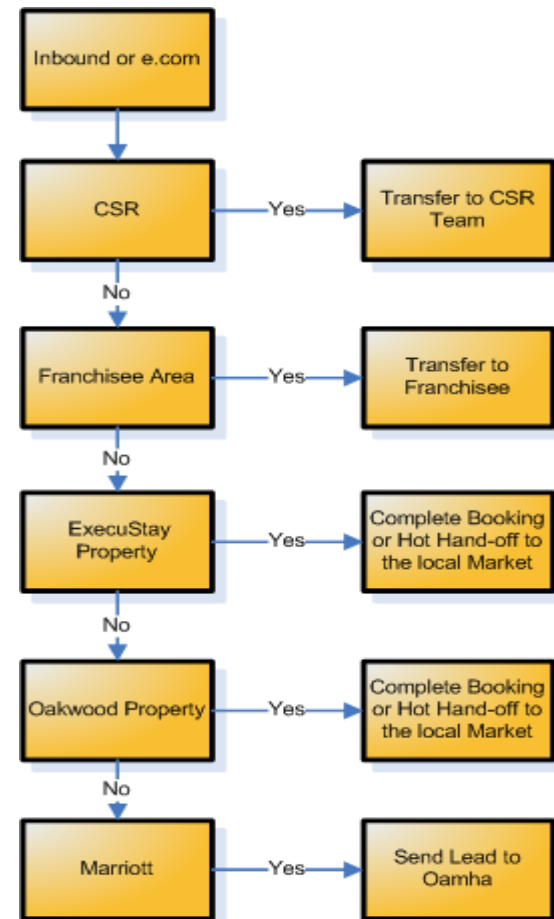 Inbound or e.com
CSR
Yes
Transfer to CSR
Team
No
Franchisee Area
Yes
Transfer to
Franchisee
No
ExecuStay
Property
Yes
Complete Booking
or Hot Hand-off to
the local Market
No
Oakwood Property
Yes
Complete Booking
or Hot Hand-off to
the local Market
No
Marriott
Yes
Send Lead to
Oamha